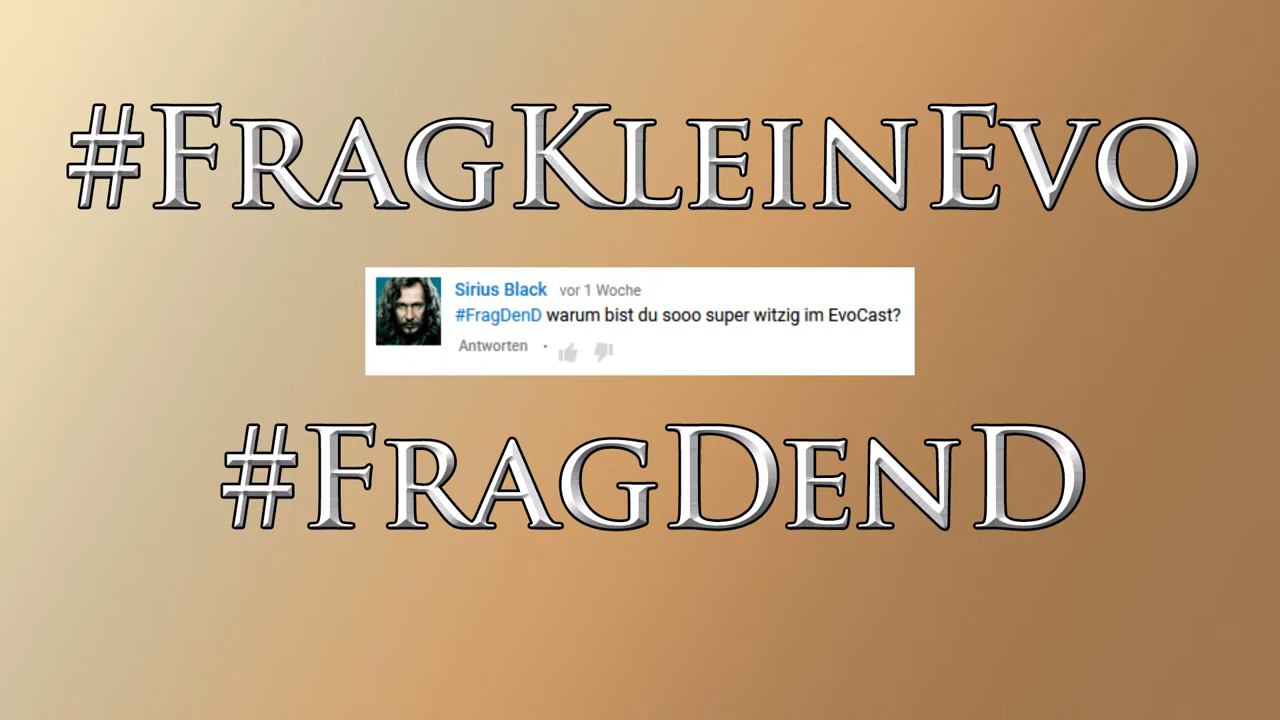 #FragKleinEvo
Sirius Black vor 1 Woche
#FragDenD warum bist du sooo super witzig im EvoCast?
Antworten ·
#FragDenD